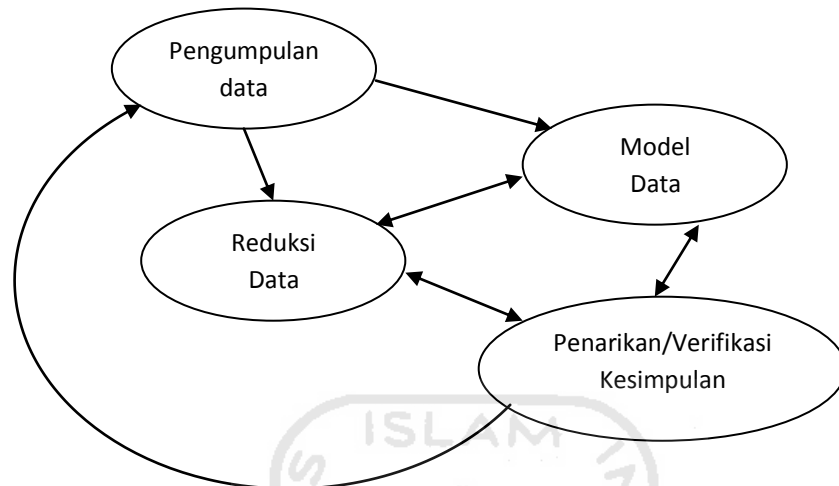 Pengumpulan
data
Model
Data
Reduksi
Data
Penarikan/Verifikasi
Kesimpulan
ISLAM